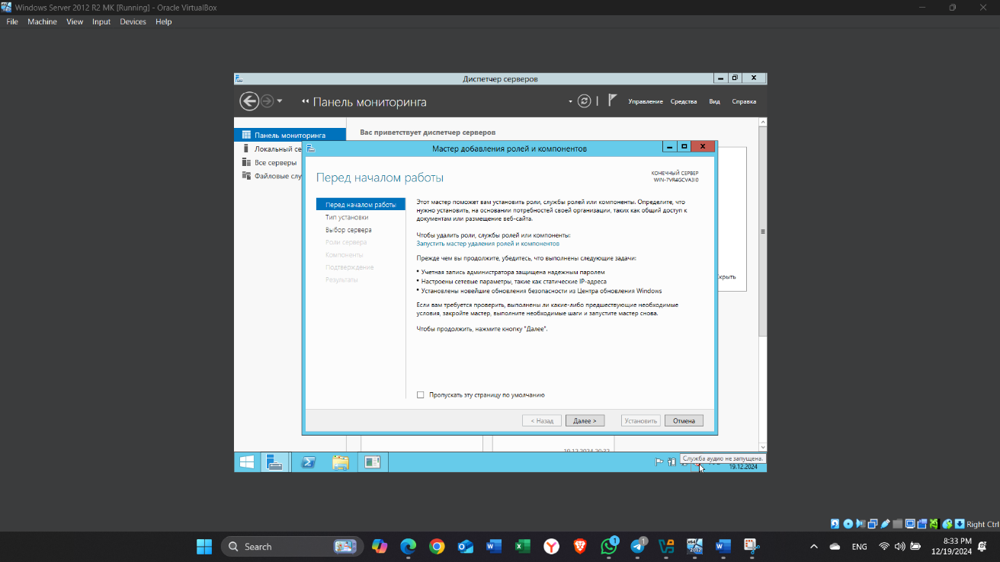 Windows Server 2012 R2 MK [Running] - Oracle VirtualBox
File Machine View Input Devices Help
Диспетчер серверов
Панель мониторинга
Управление Средства Вид Справка
Панель мониторинга
Локальный се
Все серверы
Файловые слу
Вас приветствует диспетчер серверов
Мастер добавления ролей и компонентов
Перед началом работы
КОНЕЧНЫЙ СЕРВЕР
WIN-7VR4GCVA3I0
Перед началом работы
Тип установки
Выбор сервера
Роли сервера
Компоненты
Подтверждение
Результаты
Этот мастер поможет вам установить роли, службы ролей или компоненты. Определите, что
нужно установить, на основании потребностей своей организации, таких как общий доступ к
документам или размещение веб-сайта.
Чтобы удалить роли, службы ролей или компоненты:
Запустить мастер удаления ролей и компонентов
Прежде чем вы продолжите, убедитесь, что выполнены следующие задачи:
• Учетная запись администратора защищена надежным паролем
• Настроены сетевые параметры, такие как статические IP-адреса
• Установлены новейшие обновления безопасности из Центра обновления Windows
Если вам требуется проверить, выполнены ли какие-либо предшествующие необходимые
условия, закройте мастер, выполните необходимые шаги и запустите мастер снова.
Чтобы продолжить, нажмите кнопку "Далее".
Пропускать эту страницу по умолчанию
< Назад Далее > Установить Отмена
крыть
19.12.2024 20:32
Служба аудио не запущена.
19.12.2024
Right Ctrl
Search
ENG
8:33 PM
12/19/2024